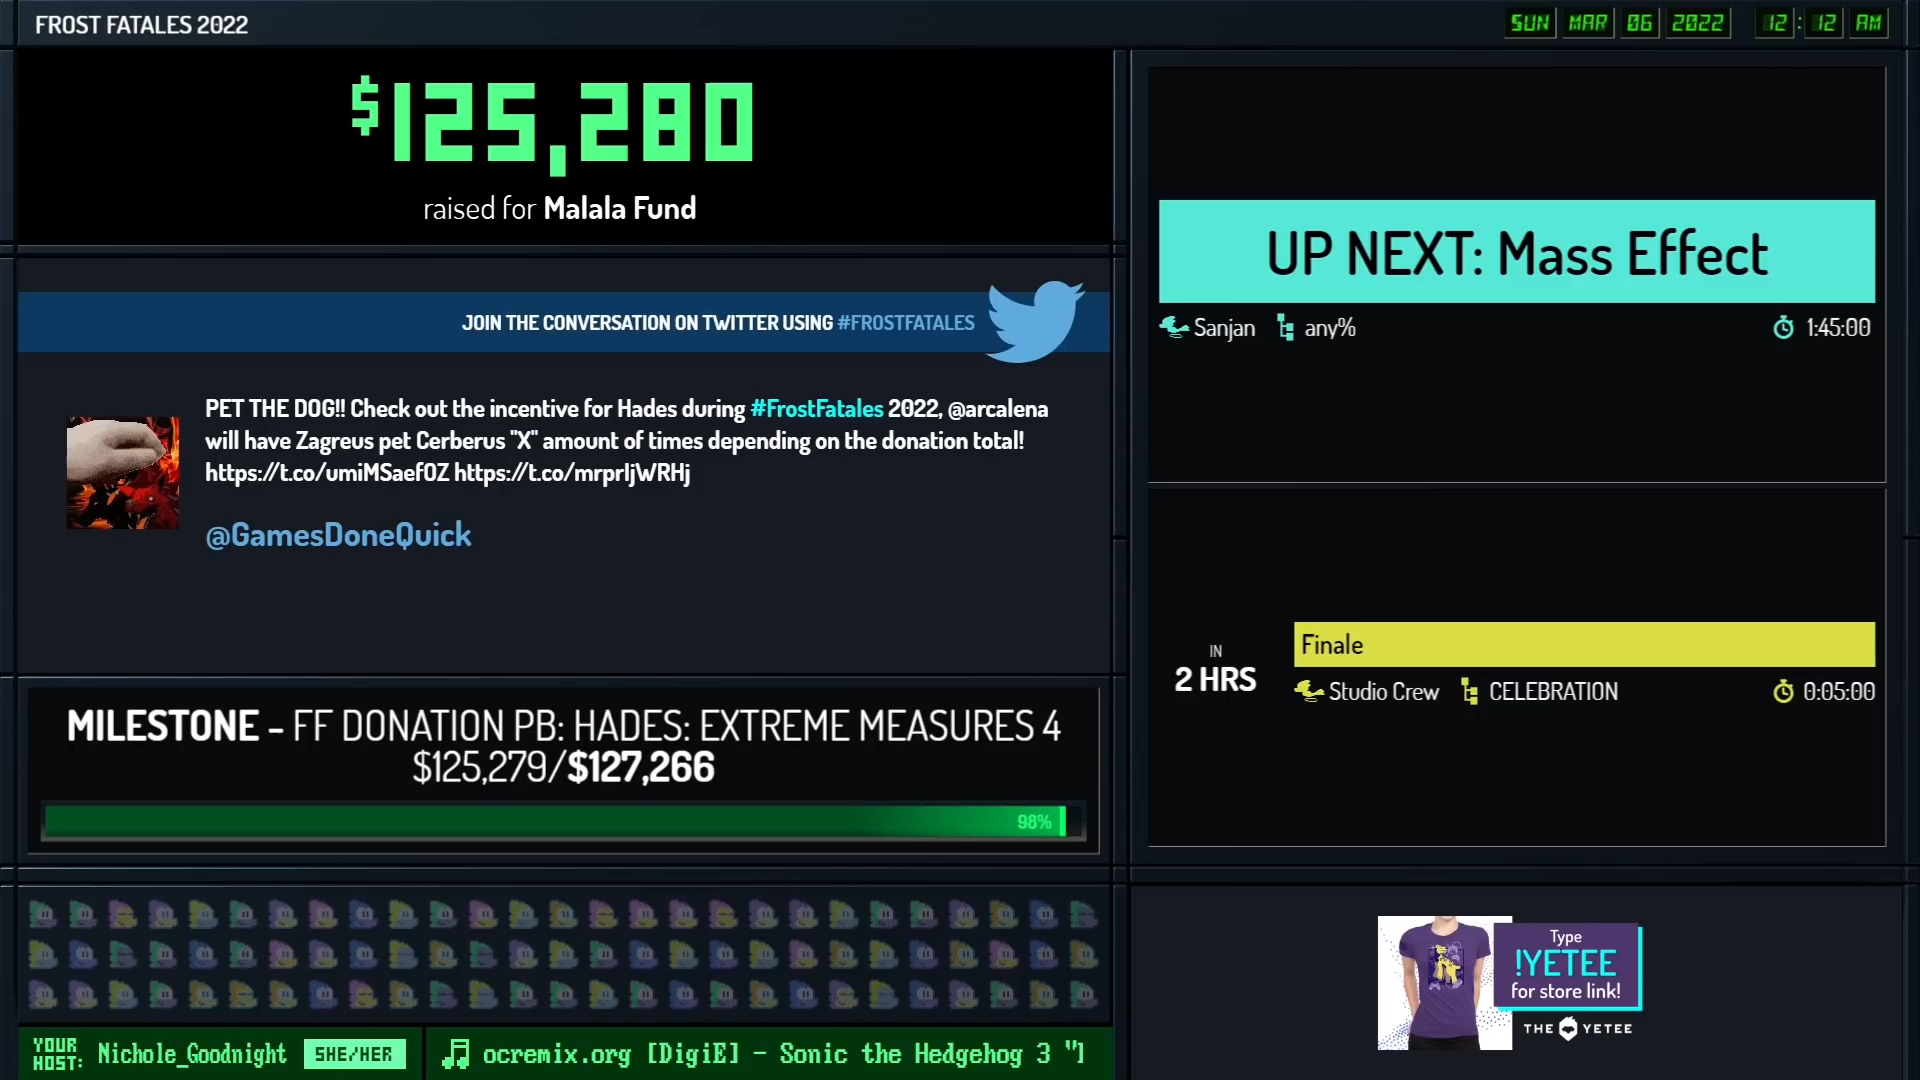 FROST FATALES 2022
SUN MAR 06 2022 12:12 AM
$125,280
raised for Malala Fund
JOIN THE CONVERSATION ON TWITTER USING #FROSTFATALES
PET THE DOG!! Check out the incentive for Hades during #FrostFatales 2022, @arcalena
will have Zagreus pet Cerberus "X" amount of times depending on the donation total!
https://t.co/umiMSaefOZ https://t.co/mrprIjWRHj
@GamesDoneQuick
MILESTONE - FF DONATION PB: HADES: EXTREME MEASURES 4
$125,279/$127,266
98%
YOUR HOST: Nichole_Goodnight SHE/HER
ocremix.org [DigiE] - Sonic the Hedgehog 3 "]
UP NEXT: Mass Effect
Sanjan any% 1:45:00
IN
2 HRS
Finale
Studio Crew CELEBRATION 0:05:00
Type
!YETEE
for store link!
THE YETEE